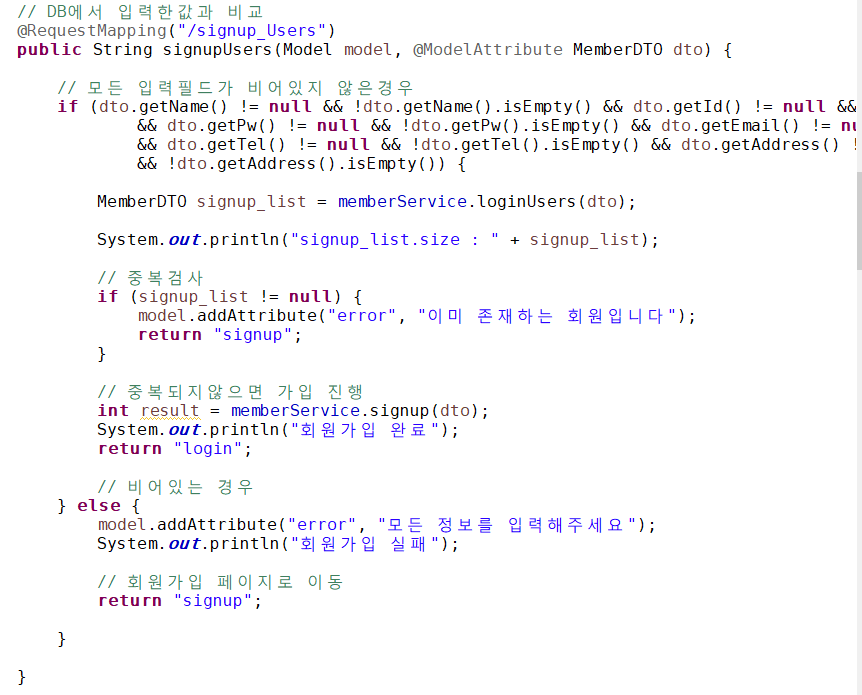 // DB에서 입력한값과 비교
@RequestMapping("/signup_Users")
public String signupUsers(Model model, @ModelAttribute MemberDTO dto) {
// 모든 입력필드가 비어있지 않은경우
if (dto.getName() != null && !dto.getName().isEmpty() && dto.getId() != null &&
&& dto.getPw() != null && !dto.getPw().isEmpty() && dto.getEmail() != nu
&& dto.getTel() != null && !dto.getTel().isEmpty() && dto.getAddress() !
&& !dto.getAddress().isEmpty()) {
MemberDTO signup_list = memberService.loginUsers(dto);
System.out.println("signup_list.size : " + signup_list);
// 중복검사
if (signup_list != null) {
model.addAttribute("error", "이미 존재하는 회원입니다");
return "signup";
}
// 중복되지않으면 가입 진행
int result = memberService.signup(dto);
System.out.println("회원가입 완료");
return "login";
// 비어있는 경우
} else {
model.addAttribute("error", "모든 정보를 입력해주세요");
System.out.println("회원가입 실패");
// 회원가입 페이지로 이동
return "signup";
}
}